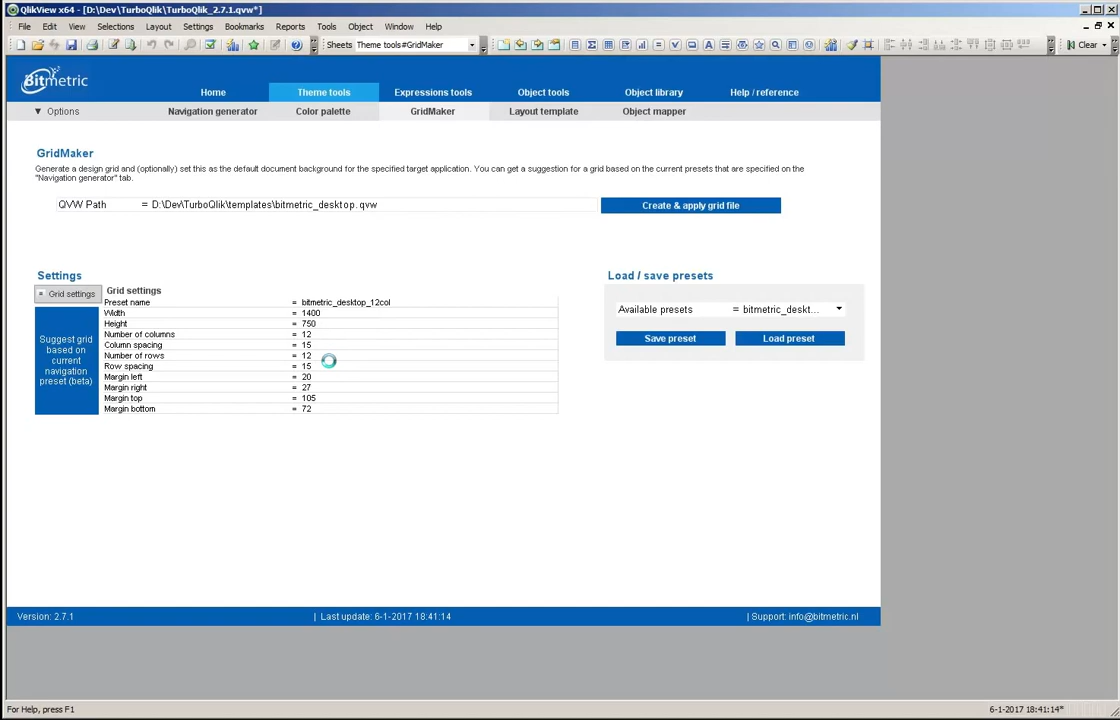 QlikView x64 - [D:\Dev\TurboQlik\TurboQlik_2.7.1.qvw*]
File Edit View Selections Layout Settings Bookmarks Reports Tools Object Window Help
Sheets Theme tools#GridMaker Clear
Bitmetric
Home Theme tools Expressions tools Object tools Object library Help / reference
▼ Options Navigation generator Color palette GridMaker Layout template Object mapper
GridMaker
Generate a design grid and (optionally) set this as the default document background for the specified target application. You can get a suggestion for a grid based on the current presets that are specified on the
"Navigation generator" tab.
QVW Path = D:\Dev\TurboQlik\templates\bitmetric_desktop.qvw Create & apply grid file
Settings
= Grid settings
Grid settings
Preset name = bitmetric_desktop_12col
Width = 1400
Height = 750
Number of columns = 12
Column spacing = 15
Number of rows = 12
Row spacing = 15
Margin left = 20
Margin right = 27
Margin top = 105
Margin bottom = 72
Suggest grid
based on
current
navigation
preset (beta)
Load / save presets
Available presets = bitmetric_deskt...
Save preset Load preset
Version: 2.7.1 | Last update: 6-1-2017 18:41:14 | Support: info@bitmetric.nl
For Help, press F1 6-1-2017 18:41:14*